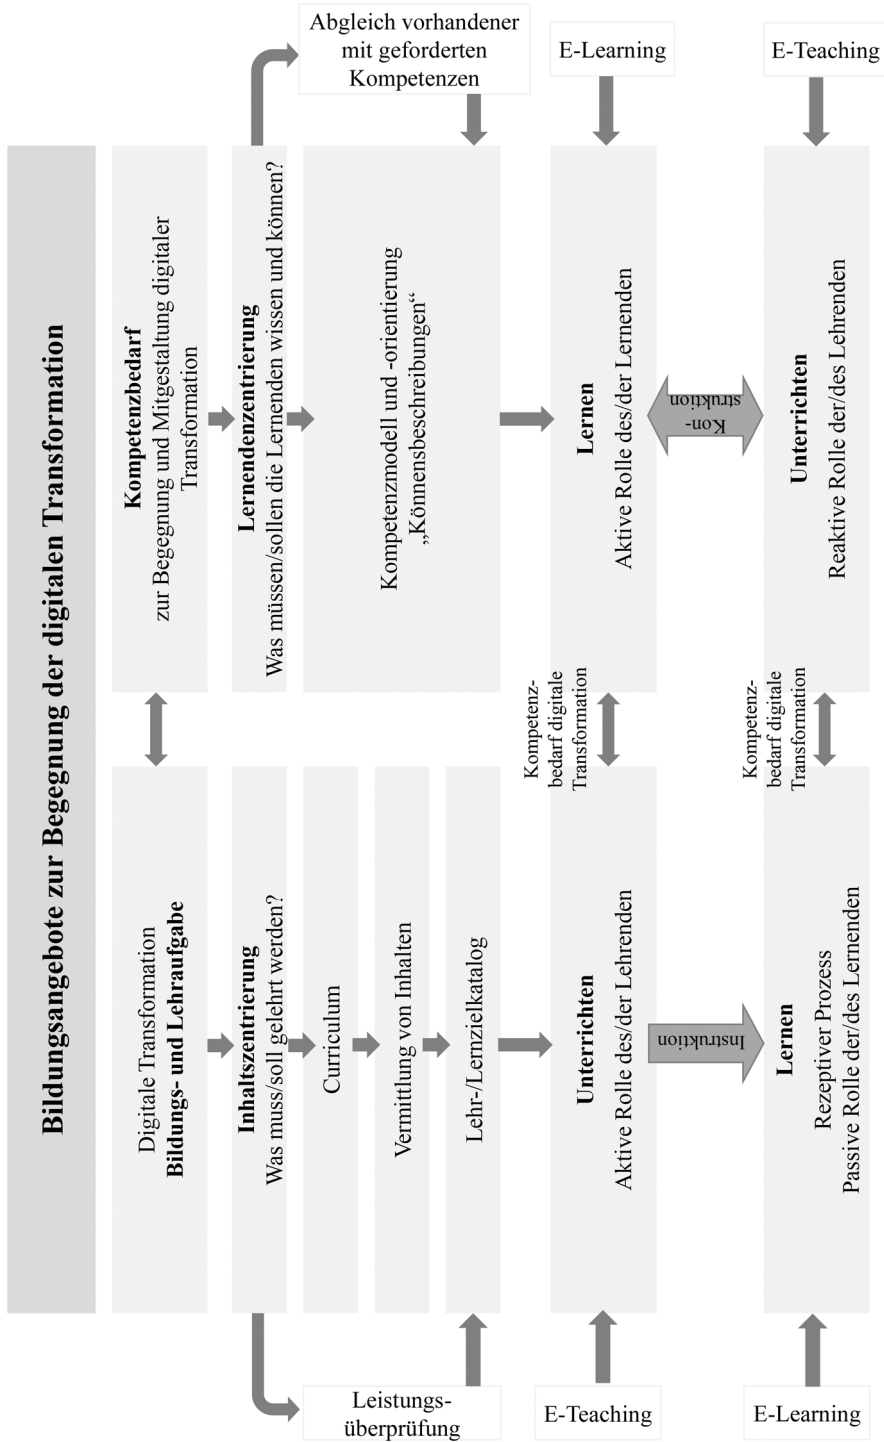 Bildungsangebote zur Begegnung der digitalen Transformation
Digitale Transformation
Bildungs- und Lehraufgabe
Kompetenzbedarf
zur Begegnung und Mitgestaltung digitaler
Transformation
Inhaltszentrierung
Was muss/soll gelehrt werden?
Lernendenzentrierung
Was müssen/sollen die Lernenden wissen und können?
Leistungs-
überprüfung
Curriculum
Vermittlung von Inhalten
Lehr-/Lernzielkatalog
Kompetenzmodell und -orientierung
„Könnensbeschreibungen“
Abgleich vorhandener
mit geforderten
Kompetenzen
E-Teaching
Unterrichten
Aktive Rolle des/der Lehrenden
Kompetenz-
bedarf digitale
Transformation
Lernen
Aktive Rolle des/der Lernenden
E-Learning
Instruktion
Kon-
struktion
E-Learning
Lernen
Rezeptiver Prozess
Passive Rolle der/des Lernenden
Kompetenz-
bedarf digitale
Transformation
Unterrichten
Reaktive Rolle der/des Lehrenden
E-Teaching